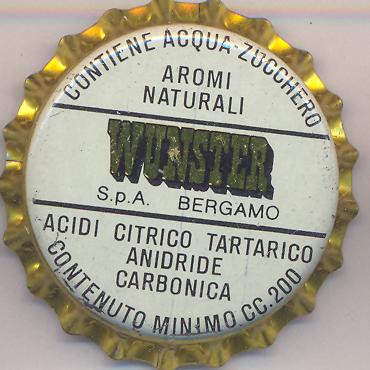 CONTIENE ACQUA-ZUCCHERO
AROMI
NATURALI
WUNSTER
S.p.A. BERGAMO
ACIDI CITRICO TARTARICO
ANIDRIDE
CARBONICA
CONTENUTO MINIMO CC.200